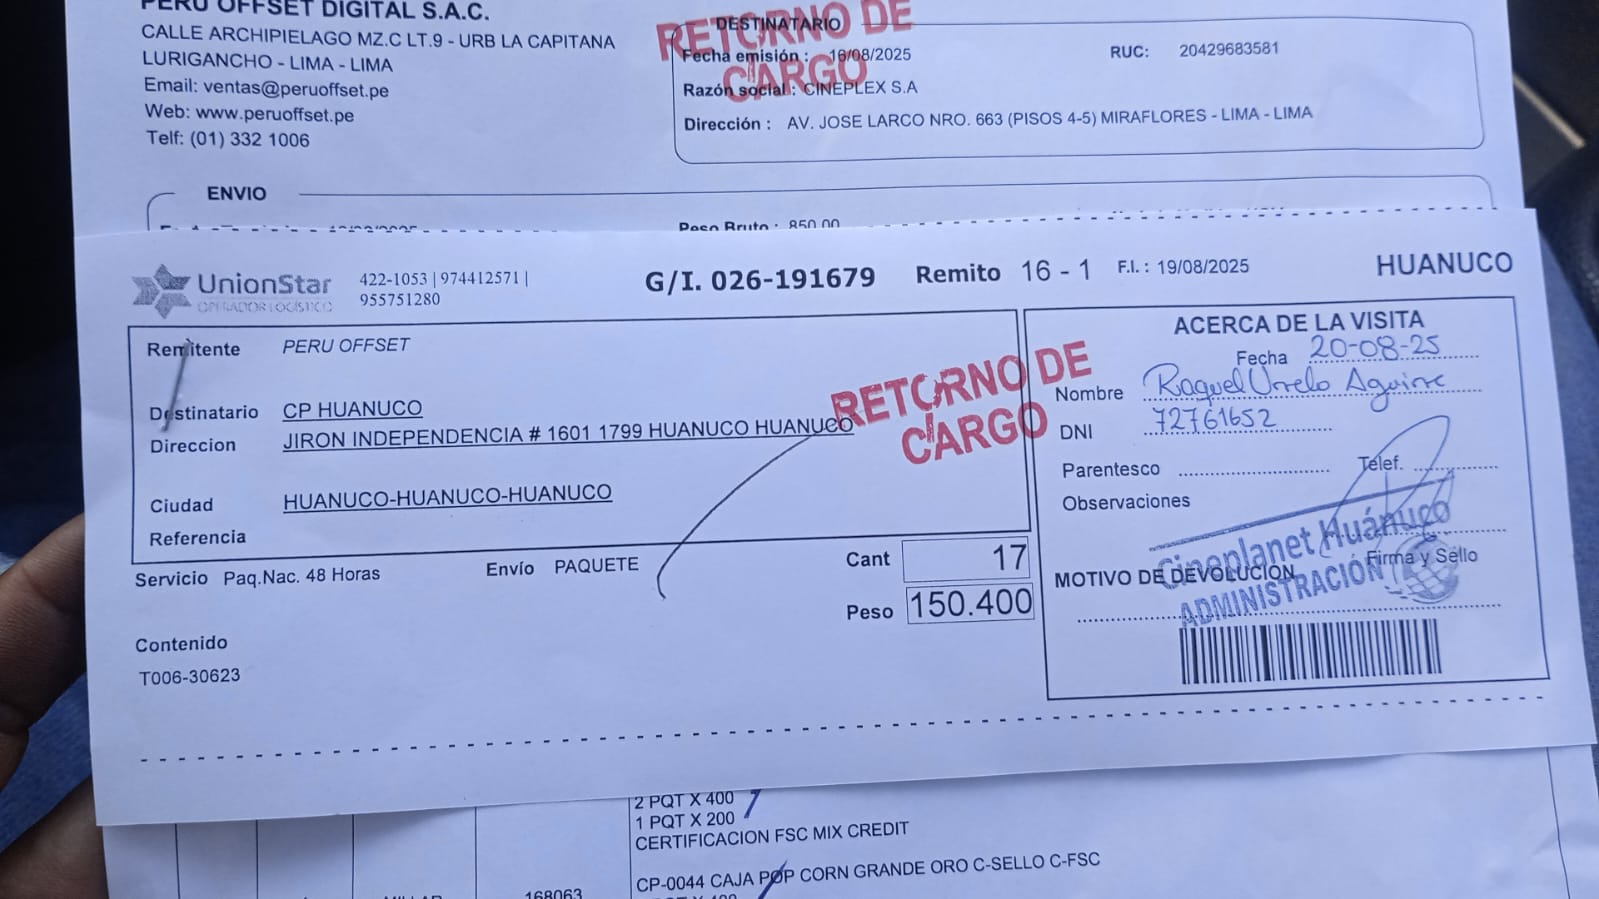 PERU OFFSET DIGITAL S.A.C.
CALLE ARCHIPIELAGO MZ.C LT.9 - URB LA CAPITANA
LURIGANCHO - LIMA - LIMA
Email: ventas@peruoffset.pe
Web: www.peruoffset.pe
Telf: (01) 332 1006
RETORNO DE
CARGO
DESTINATARIO
Fecha emisión : 16/08/2025 RUC: 20429683581
Razón social : CINEPLEX S.A
Dirección : AV. JOSE LARCO NRO. 663 (PISOS 4-5) MIRAFLORES - LIMA - LIMA
ENVIO
Peso Bruto : 850.00
UnionStar
OPERADOR LOGÍSTICO
422-1053 | 974412571 |
955751280
G/I. 026-191679 Remito 16 - 1 F.I. : 19/08/2025 HUANUCO
Remitente PERU OFFSET
Destinatario CP HUANUCO
Direccion JIRON INDEPENDENCIA # 1601 1799 HUANUCO HUANUCO
Ciudad HUANUCO-HUANUCO-HUANUCO
Referencia
RETORNO DE
CARGO
Servicio Paq.Nac. 48 Horas Envío PAQUETE
Cant 17
Peso 150.400
Contenido
T006-30623
ACERCA DE LA VISITA
Fecha 20-08-25
Nombre Raquel Aguirre
DNI 72761652
Parentesco Telef.
Observaciones
Cineplanet Huánuco
ADMINISTRACIÓN
Firma y Sello
MOTIVO DE DEVOLUCION
2 PQT X 400
1 PQT X 200
CERTIFICACION FSC MIX CREDIT
168063 CP-0044 CAJA POP CORN GRANDE ORO C-SELLO C-FSC